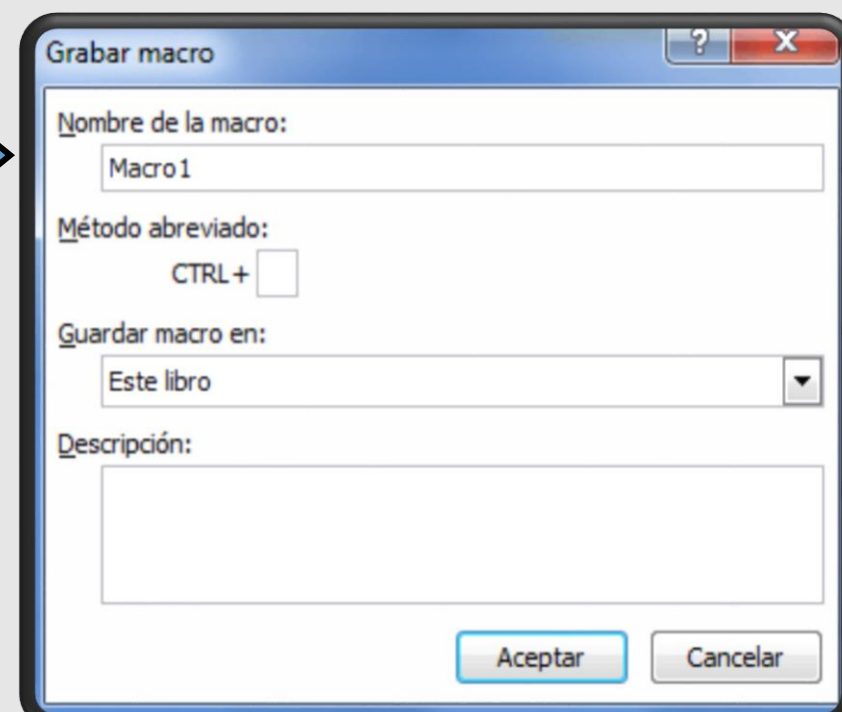 Grabar macro
Nombre de la macro:
Macro1
Método abreviado:
CTRL+
Guardar macro en:
Este libro
Descripción:
Aceptar Cancelar